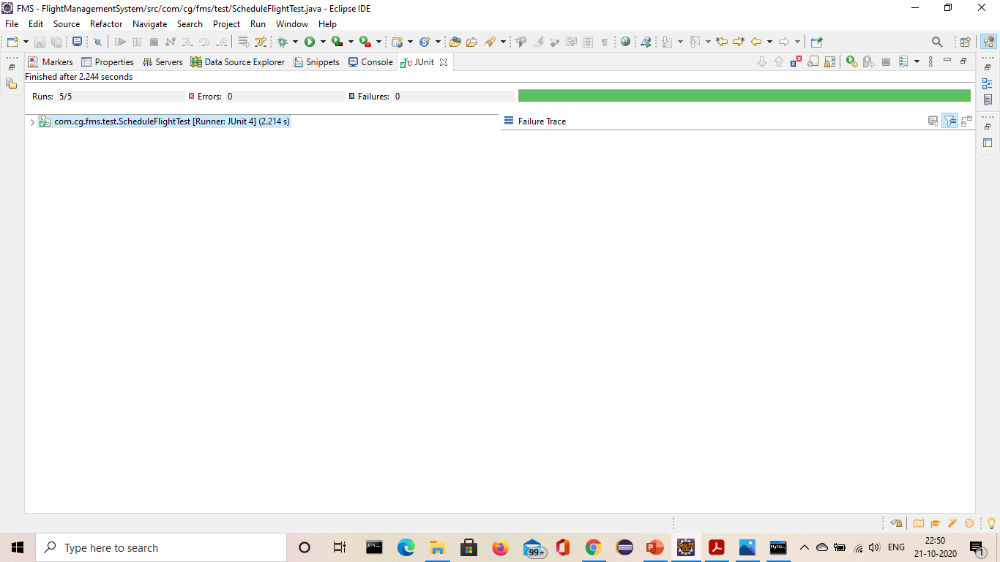 FMS - FlightManagementSystem/src/com/cg/fms/test/ScheduleFlightTest.java - Eclipse IDE
File Edit Source Refactor Navigate Search Project Run Window Help
Markers Properties Servers Data Source Explorer Snippets Console JUnit
Finished after 2.244 seconds
Runs: 5/5 Errors: 0 Failures: 0
com.cg.fms.test.ScheduleFlightTest [Runner: JUnit 4] (2.214 s) Failure Trace
Type here to search 99+ ENG 22:50
21-10-2020 1